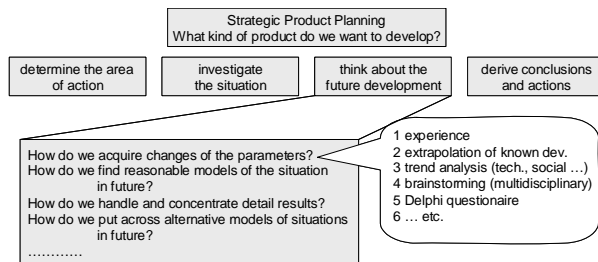 Strategic Product Planning
What kind of product do we want to develop?
determine the area
of action
investigate
the situation
think about the
future development
derive conclusions
and actions
How do we acquire changes of the parameters?
How do we find reasonable models of the situation
in future?
How do we handle and concentrate detail results?
How do we put across alternative models of situations
in future?
............
1 experience
2 extrapolation of known dev.
3 trend analysis (tech., social ...)
4 brainstorming (multidisciplinary)
5 Delphi questionaire
6 ... etc.